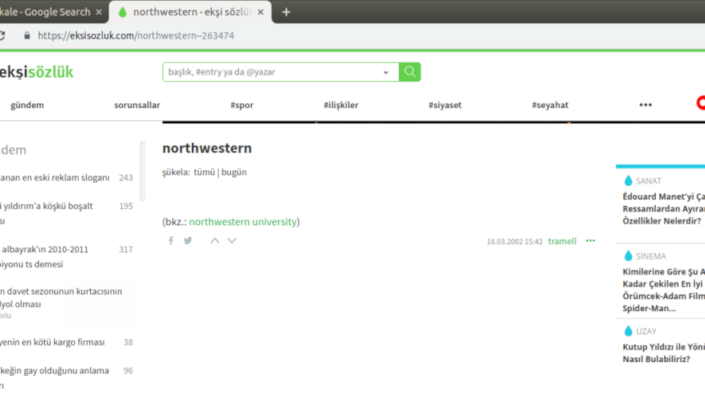 kale - Google Search
northwestern - ekşi sözlü
https://eksisozluk.com/northwestern--263474
ekşisözlük
başlık, #entry ya da @yazar
gündem
sorunsallar
#spor
#ilişkiler
#siyaset
#seyahat
dem
anan en eski reklam sloganı 243
i yıldırım'a köşkü boşalt 195
sı
albayrak'ın 2010-2011 317
piyonu ts demesi
n davet sezonunun kurtacısının
lyol olması
orlu
yenin en kötü kargo firması 38
rkeğin gay olduğunu anlama 96
rı
northwestern
şükela: tümü | bugün
(bkz.: northwestern university)
18.03.2002 15:42 tramell
SANAT
Édouard Manet'yi Ça
Ressamlardan Ayıran
Özellikler Nelerdir?
SİNEMA
Kimilerine Göre Şu A
Kadar Çekilen En İyi
Örümcek-Adam Film
Spider-Man...
UZAY
Kutup Yıldızı ile Yönü
Nasıl Bulabiliriz?